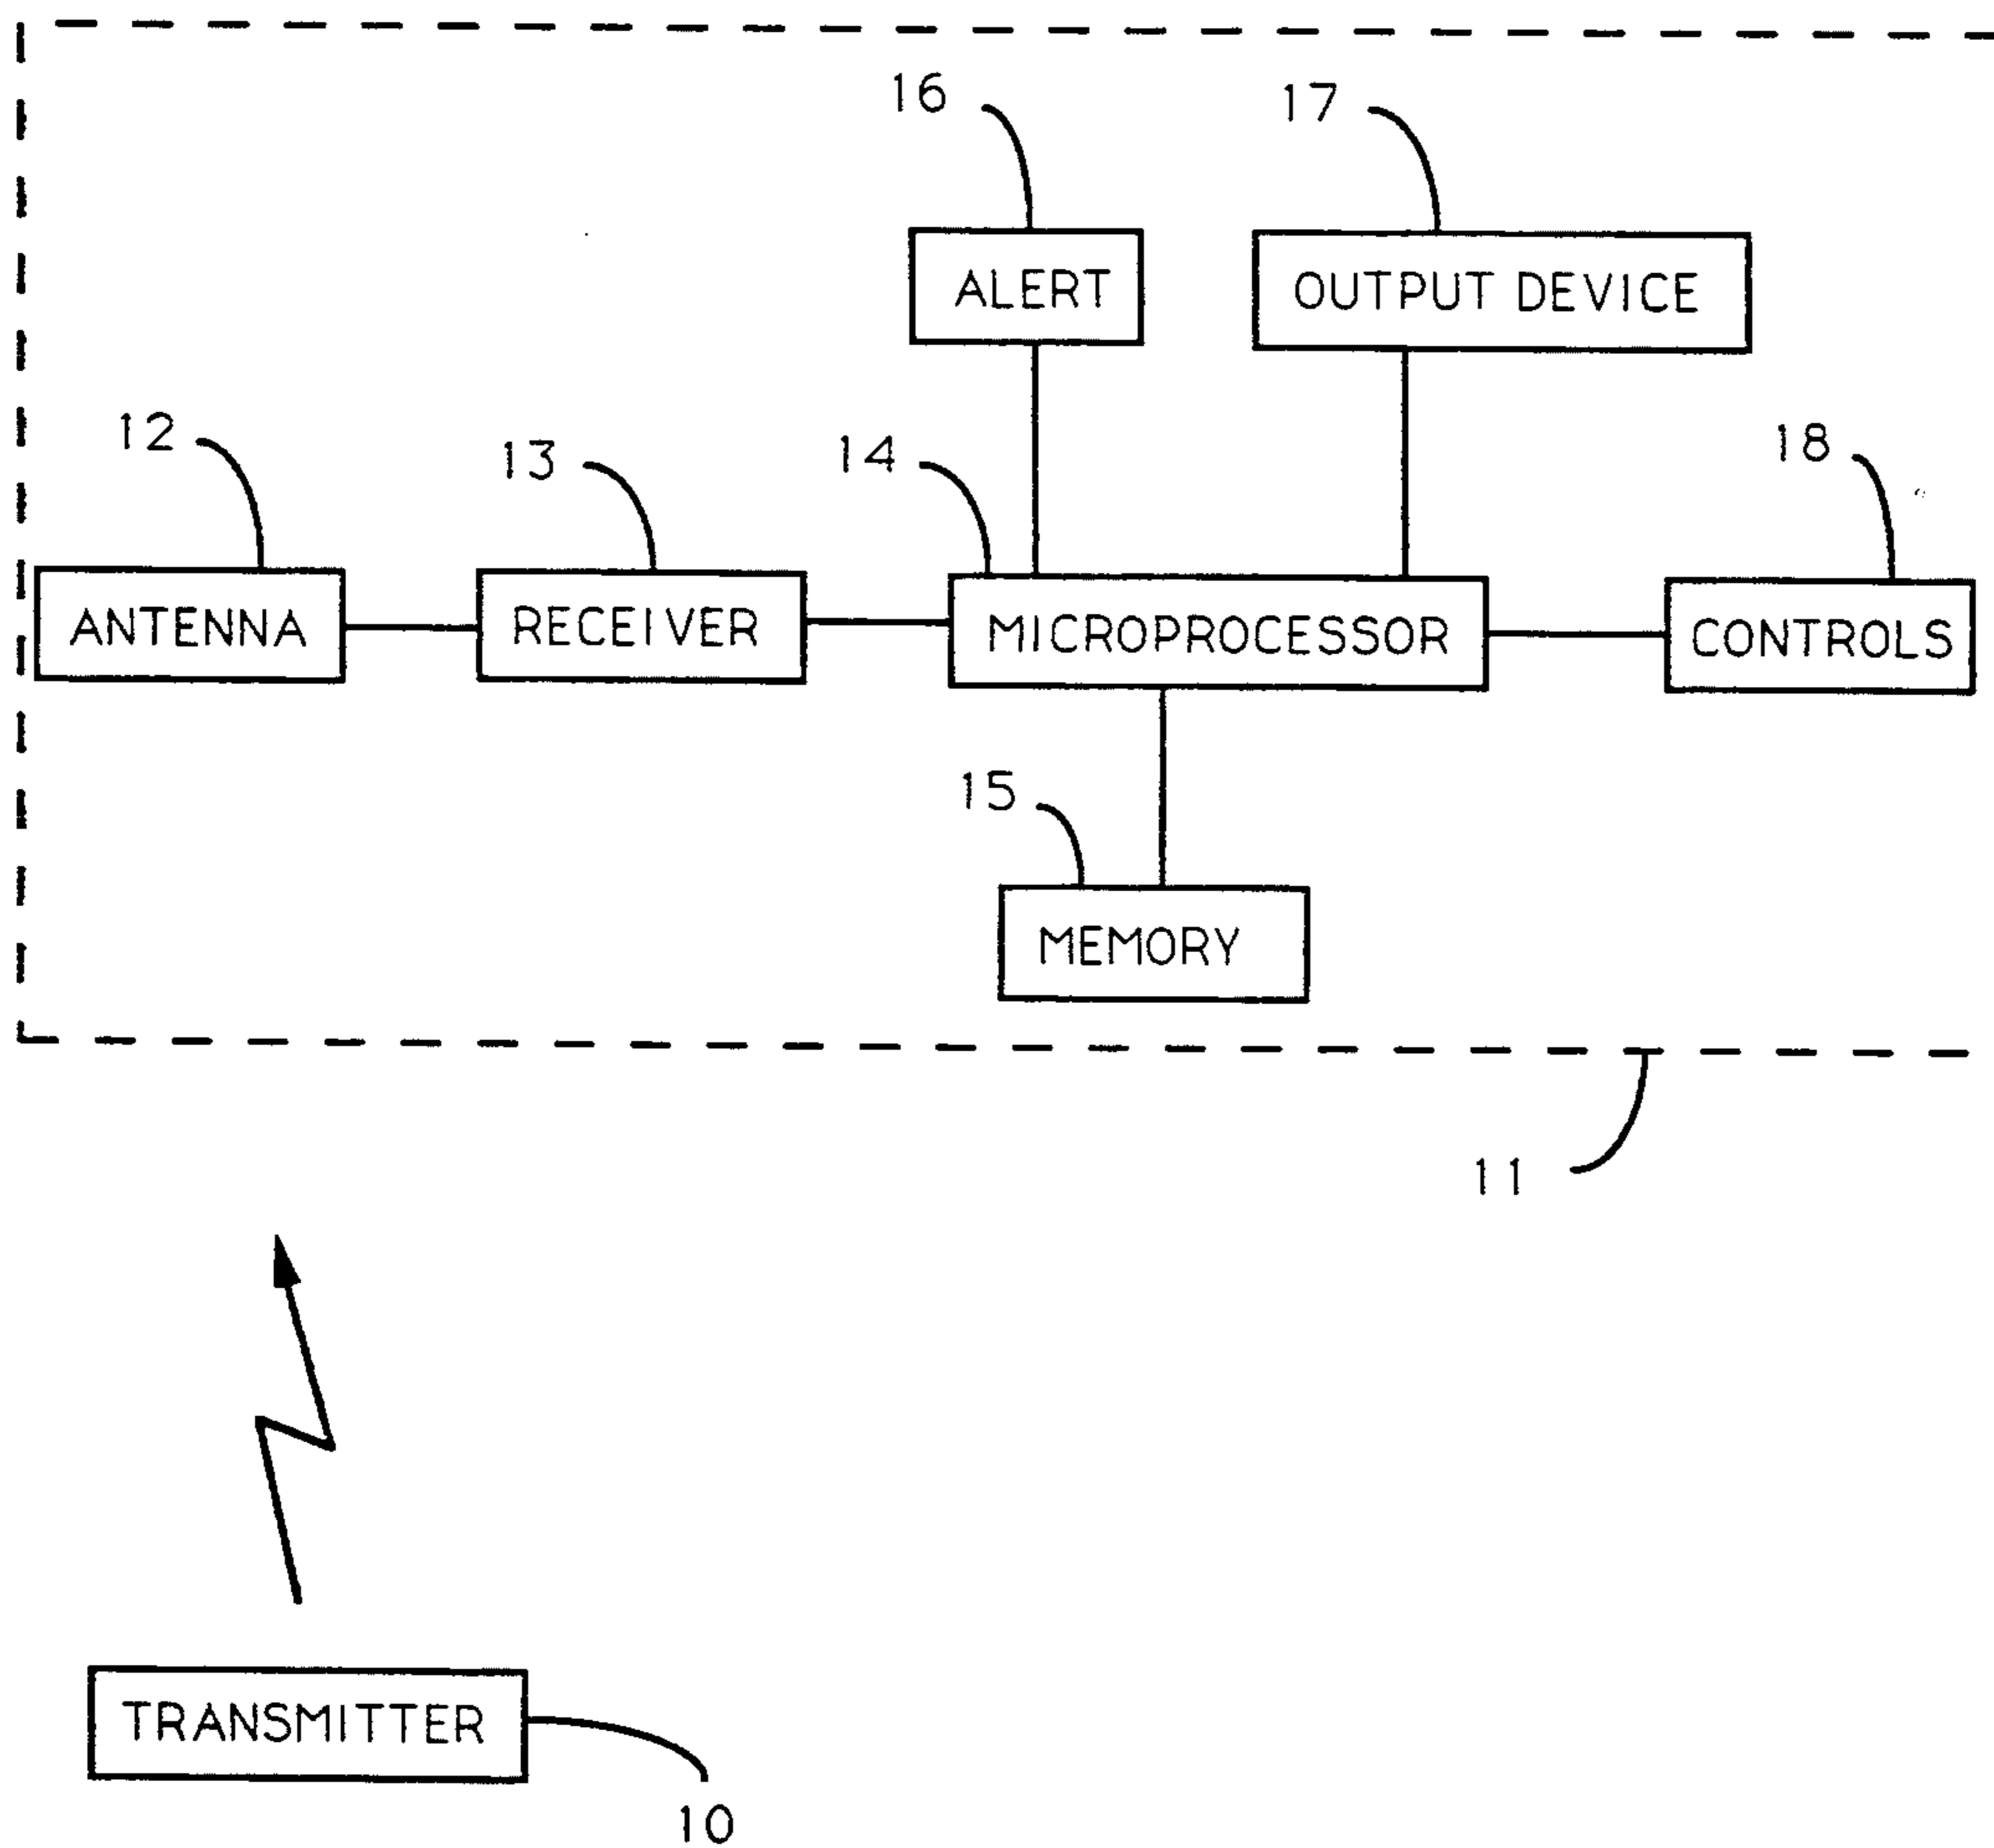 16
17
ALERT
OUTPUT DEVICE
12
13
14
18
ANTENNA
RECEIVER
MICROPROCESSOR
CONTROLS
15
MEMORY
11
TRANSMITTER
10